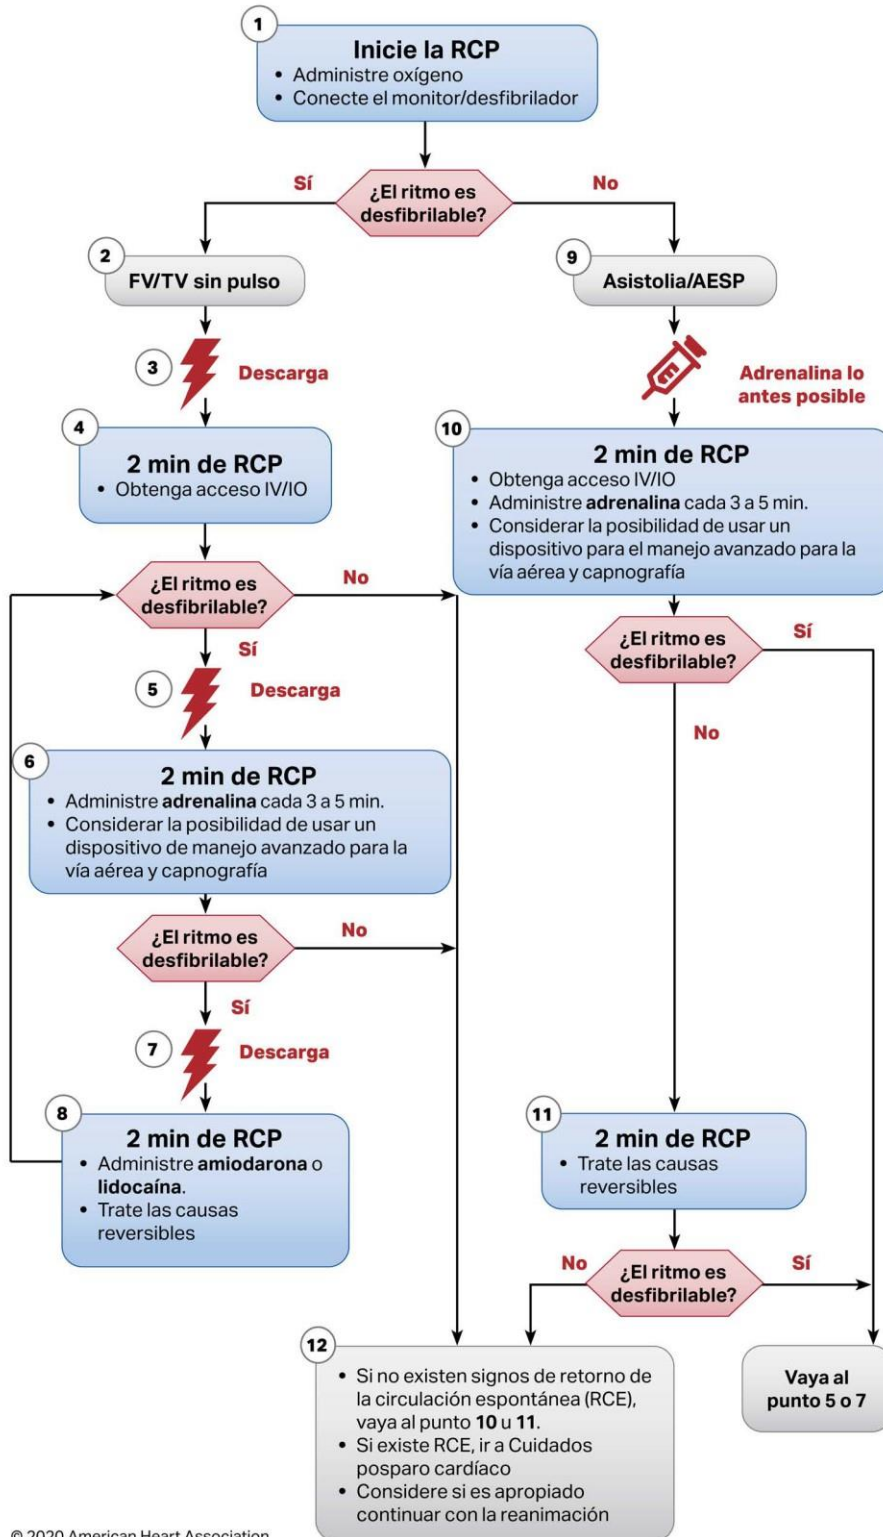 1
Inicie la RCP
• Administre oxígeno
• Conecte el monitor/desfibrilador
Sí
¿El ritmo es
desfibrilable?
No
2
FV/TV sin pulso
9
Asistolia/AESP
3
Descarga
Adrenalina lo
antes posible
4
2 min de RCP
• Obtenga acceso IV/IO
10
2 min de RCP
• Obtenga acceso IV/IO
• Administre adrenalina cada 3 a 5 min.
• Considerar la posibilidad de usar un
dispositivo para el manejo avanzado para la
vía aérea y capnografía
¿El ritmo es
desfibrilable?
No
Sí
¿El ritmo es
desfibrilable?
Sí
No
5
Descarga
6
2 min de RCP
• Administre adrenalina cada 3 a 5 min.
• Considerar la posibilidad de usar un
dispositivo de manejo avanzado para la
vía aérea y capnografía
¿El ritmo es
desfibrilable?
No
Sí
7
Descarga
8
2 min de RCP
• Administre amiodarona o
lidocaína.
• Trate las causas
reversibles
11
2 min de RCP
• Trate las causas
reversibles
No
¿El ritmo es
desfibrilable?
Sí
12
• Si no existen signos de retorno de
la circulación espontánea (RCE),
vaya al punto 10 u 11.
• Si existe RCE, ir a Cuidados
posparo cardíaco
• Considere si es apropiado
continuar con la reanimación
Vaya al
punto 5 o 7
© 2020 American Heart Association